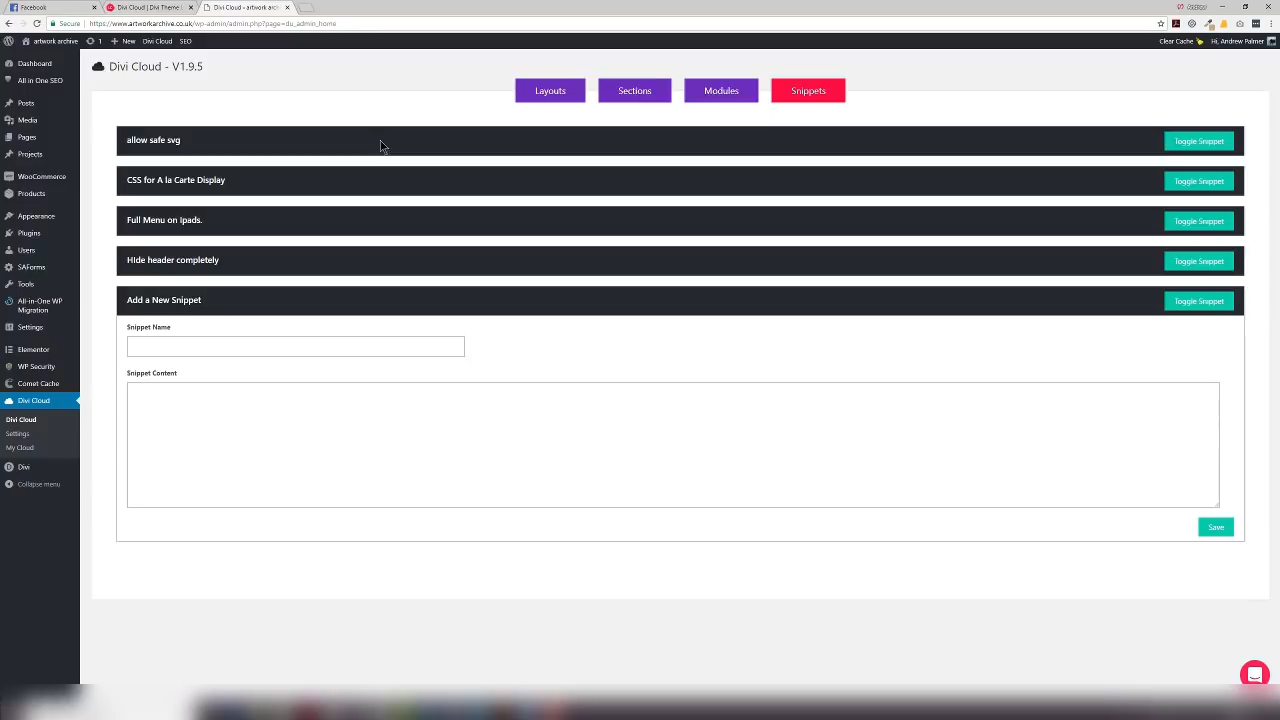 Facebook
Divi Cloud | Divi Theme L
Divi Cloud ‹ artwork arch
Secure
https://www.artworkarchive.co.uk/wp-admin/admin.php?page=du_admin_home
artwork archive
1
New
Divi Cloud
SEO
Clear Cache
Hi, Andrew Palmer
Dashboard
All in One SEO
Posts
Media
Pages
Projects
WooCommerce
Products
Appearance
Plugins
Users
SAForms
Tools
All-in-One WP
Migration
Settings
Elementor
WP Security
Comet Cache
Divi Cloud
Divi Cloud
Settings
My Cloud
Divi
Collapse menu
Divi Cloud - V1.9.5
Layouts
Sections
Modules
Snippets
allow safe svg
Toggle Snippet
CSS for A la Carte Display
Toggle Snippet
Full Menu on Ipads.
Toggle Snippet
HIde header completely
Toggle Snippet
Add a New Snippet
Toggle Snippet
Snippet Name
Snippet Content
Save